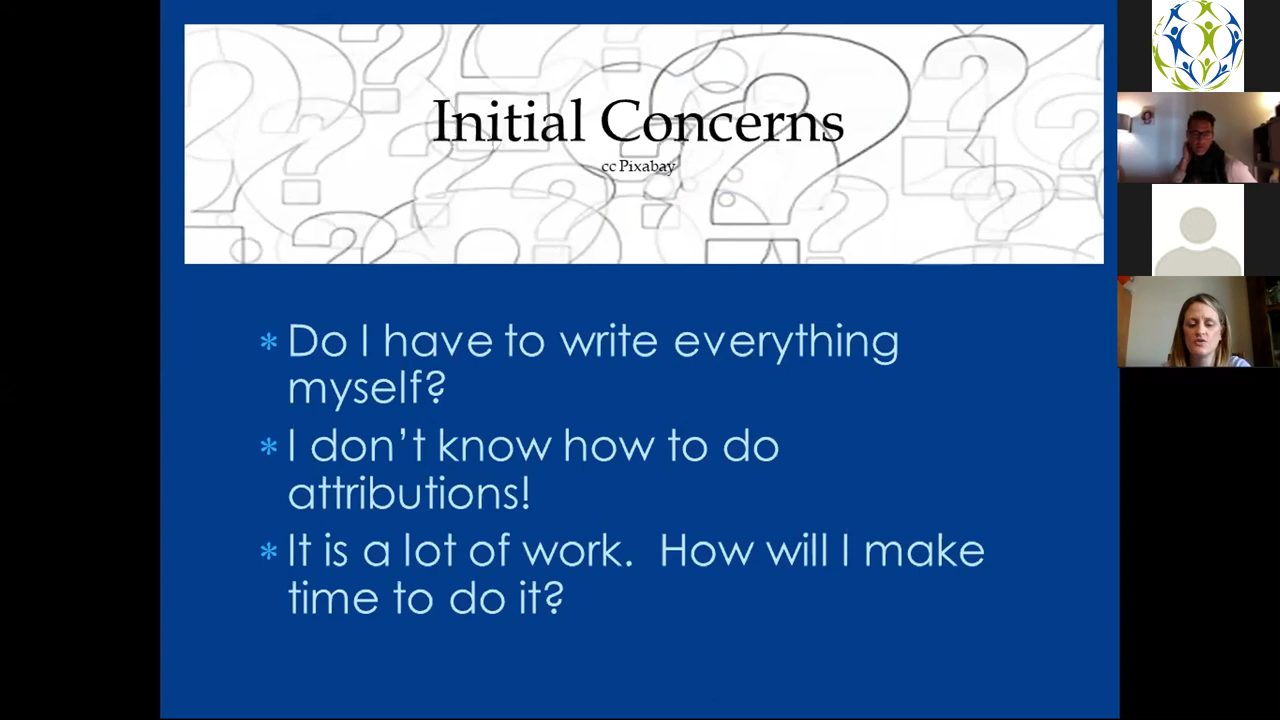 Initial Concerns
cc Pixabay
* Do I have to write everything
myself?
* I don’t know how to do
attributions!
* It is a lot of work.  How will I make
time to do it?